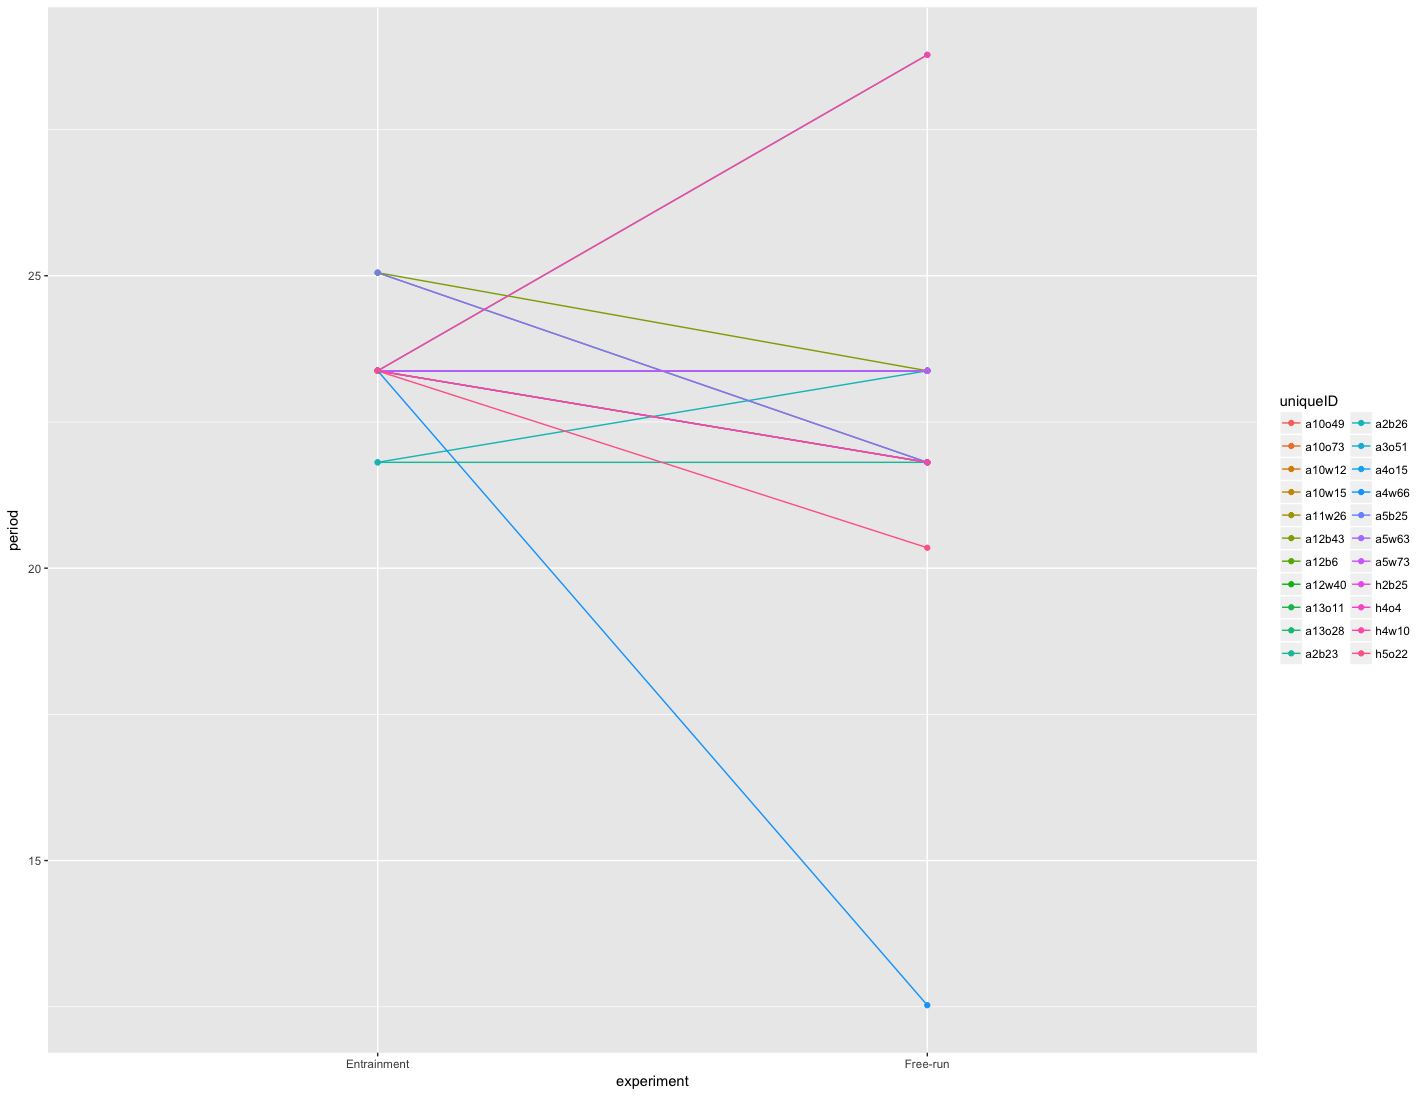 25
20
15
period
Entrainment
Free-run
experiment
uniqueID
a10o49
a10o73
a10w12
a10w15
a11w26
a12b43
a12b6
a12w40
a13o11
a13o28
a2b23
a2b26
a3o51
a4o15
a4w66
a5b25
a5w63
a5w73
h2b25
h4o4
h4w10
h5o22